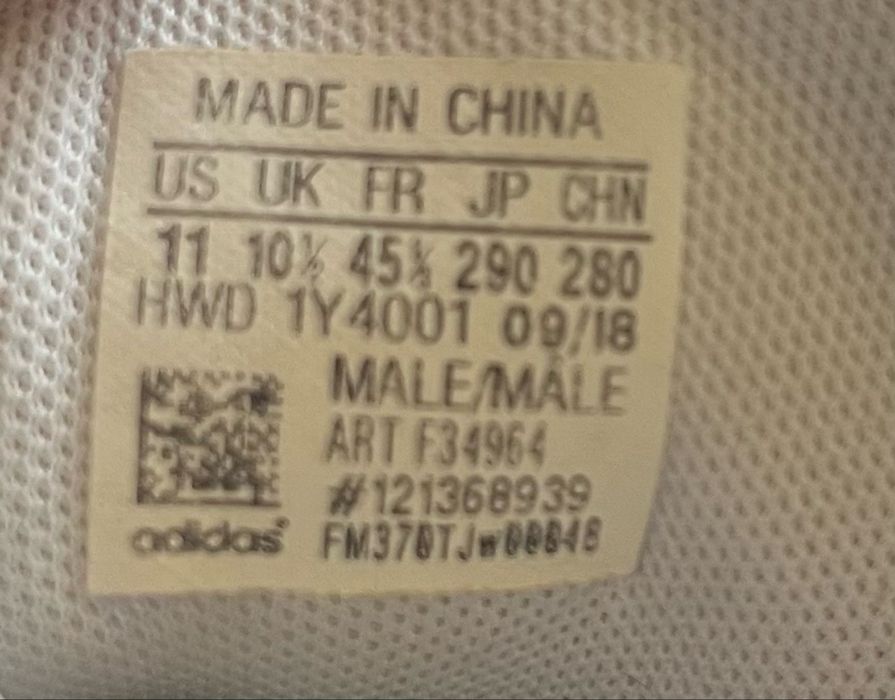 MADE IN CHINA
US UK FR JP CHN
11 10½ 45⅓ 290 280
HWD 1Y4001 09/18
MALE/MÂLE
ART F34964
#121368939
adidas®